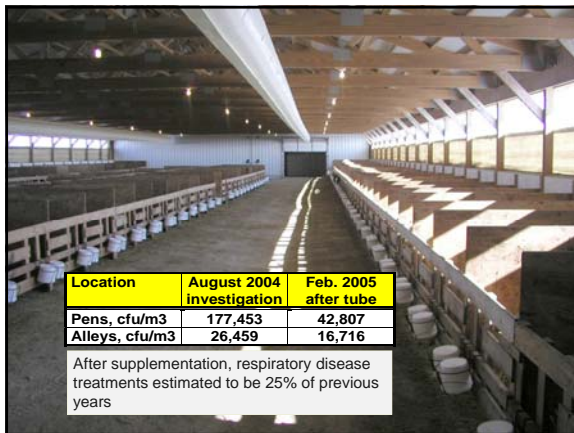 Location August 2004 investigation Feb. 2005 after tube
Pens, cfu/m3 177,453 42,807
Alleys, cfu/m3 26,459 16,716
After supplementation, respiratory disease
treatments estimated to be 25% of previous
years